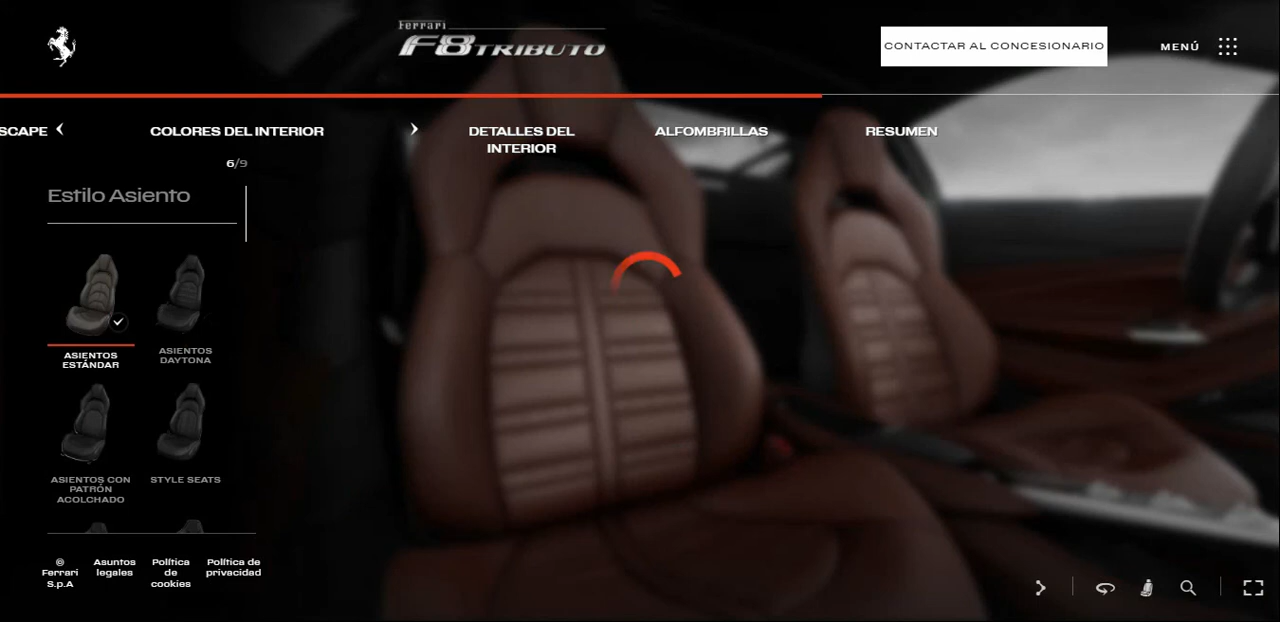 Ferrari
F8 TRIBUTO
CONTACTAR AL CONCESIONARIO
MENÚ
SCAPE
COLORES DEL INTERIOR
DETALLES DEL
INTERIOR
ALFOMBRILLAS
RESUMEN
6/9
Estilo Asiento
ASIENTOS
ESTÁNDAR
ASIENTOS
DAYTONA
ASIENTOS CON
PATRÓN
ACOLCHADO
STYLE SEATS
©
Ferrari
S.p.A
Asuntos
legales
Política
de
cookies
Política de
privacidad